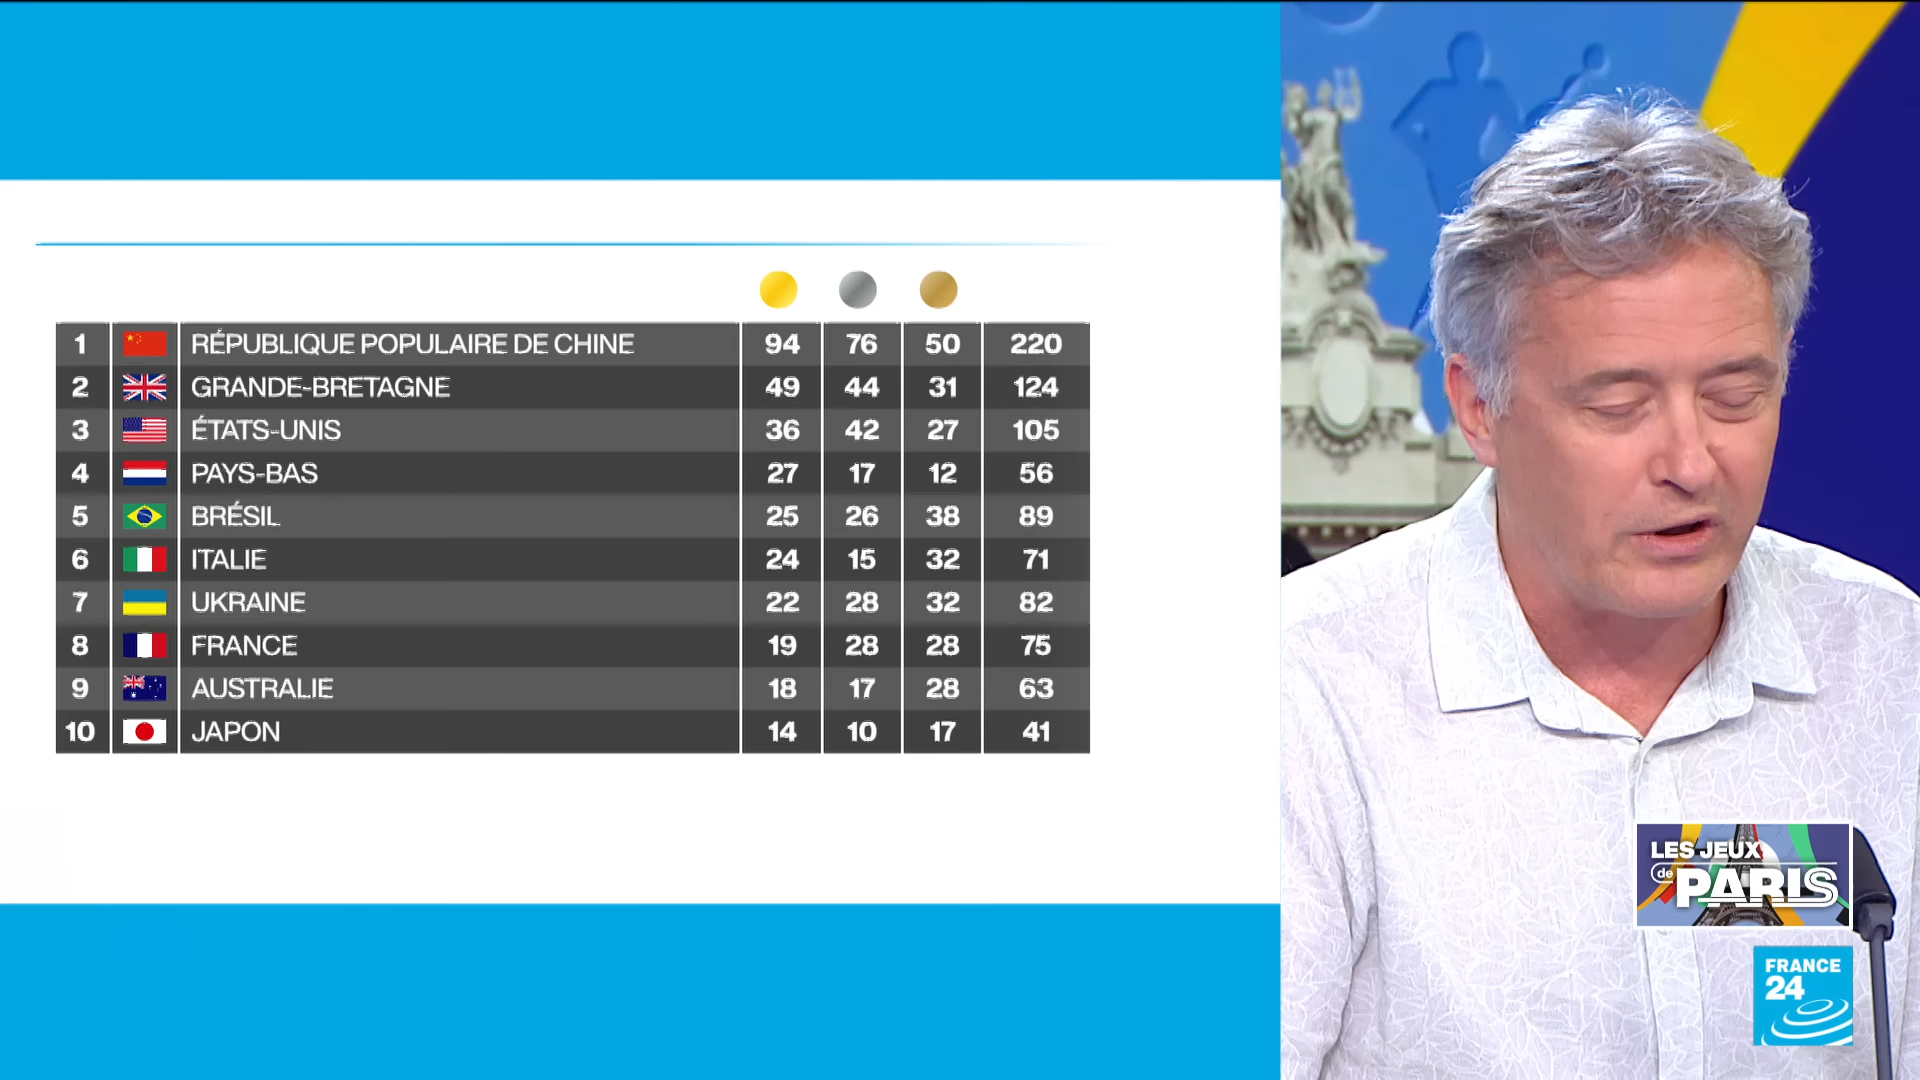 1 RÉPUBLIQUE POPULAIRE DE CHINE 94 76 50 220
2 GRANDE-BRETAGNE 49 44 31 124
3 ÉTATS-UNIS 36 42 27 105
4 PAYS-BAS 27 17 12 56
5 BRÉSIL 25 26 38 89
6 ITALIE 24 15 32 71
7 UKRAINE 22 28 32 82
8 FRANCE 19 28 28 75
9 AUSTRALIE 18 17 28 63
10 JAPON 14 10 17 41
LES JEUX
de PARIS
FRANCE
24